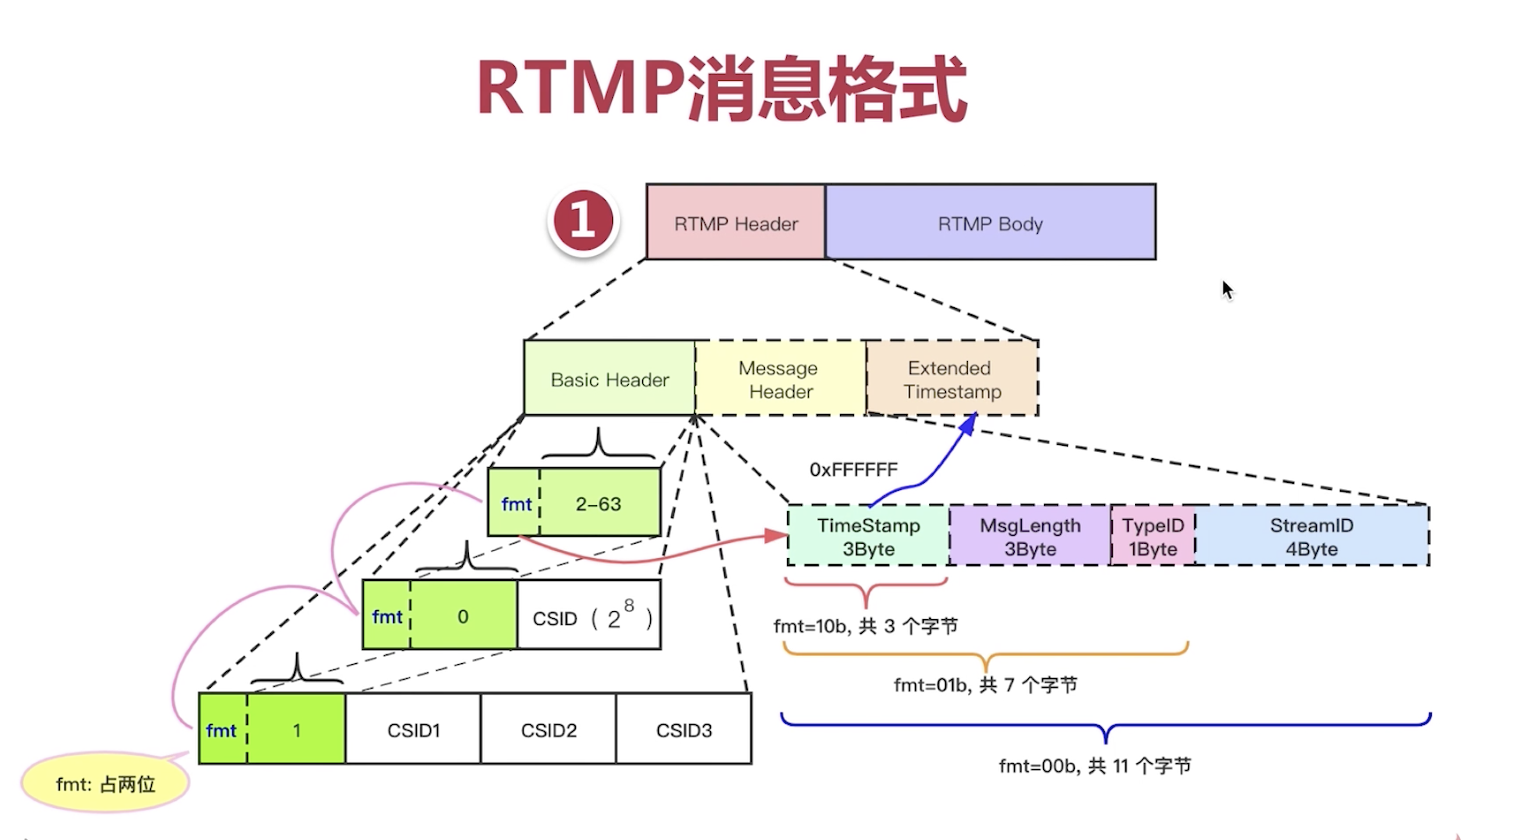 RTMP消息格式
1
RTMP Header
RTMP Body
Basic Header
Message
Header
Extended
Timestamp
fmt
2-63
0xFFFFFF
TimeStamp
3Byte
MsgLength
3Byte
TypeID
1Byte
StreamID
4Byte
fmt
0
CSID ( 2^8 )
fmt=10b, 共 3 个字节
fmt=01b, 共 7 个字节
fmt
1
CSID1
CSID2
CSID3
fmt=00b, 共 11 个字节
fmt: 占两位